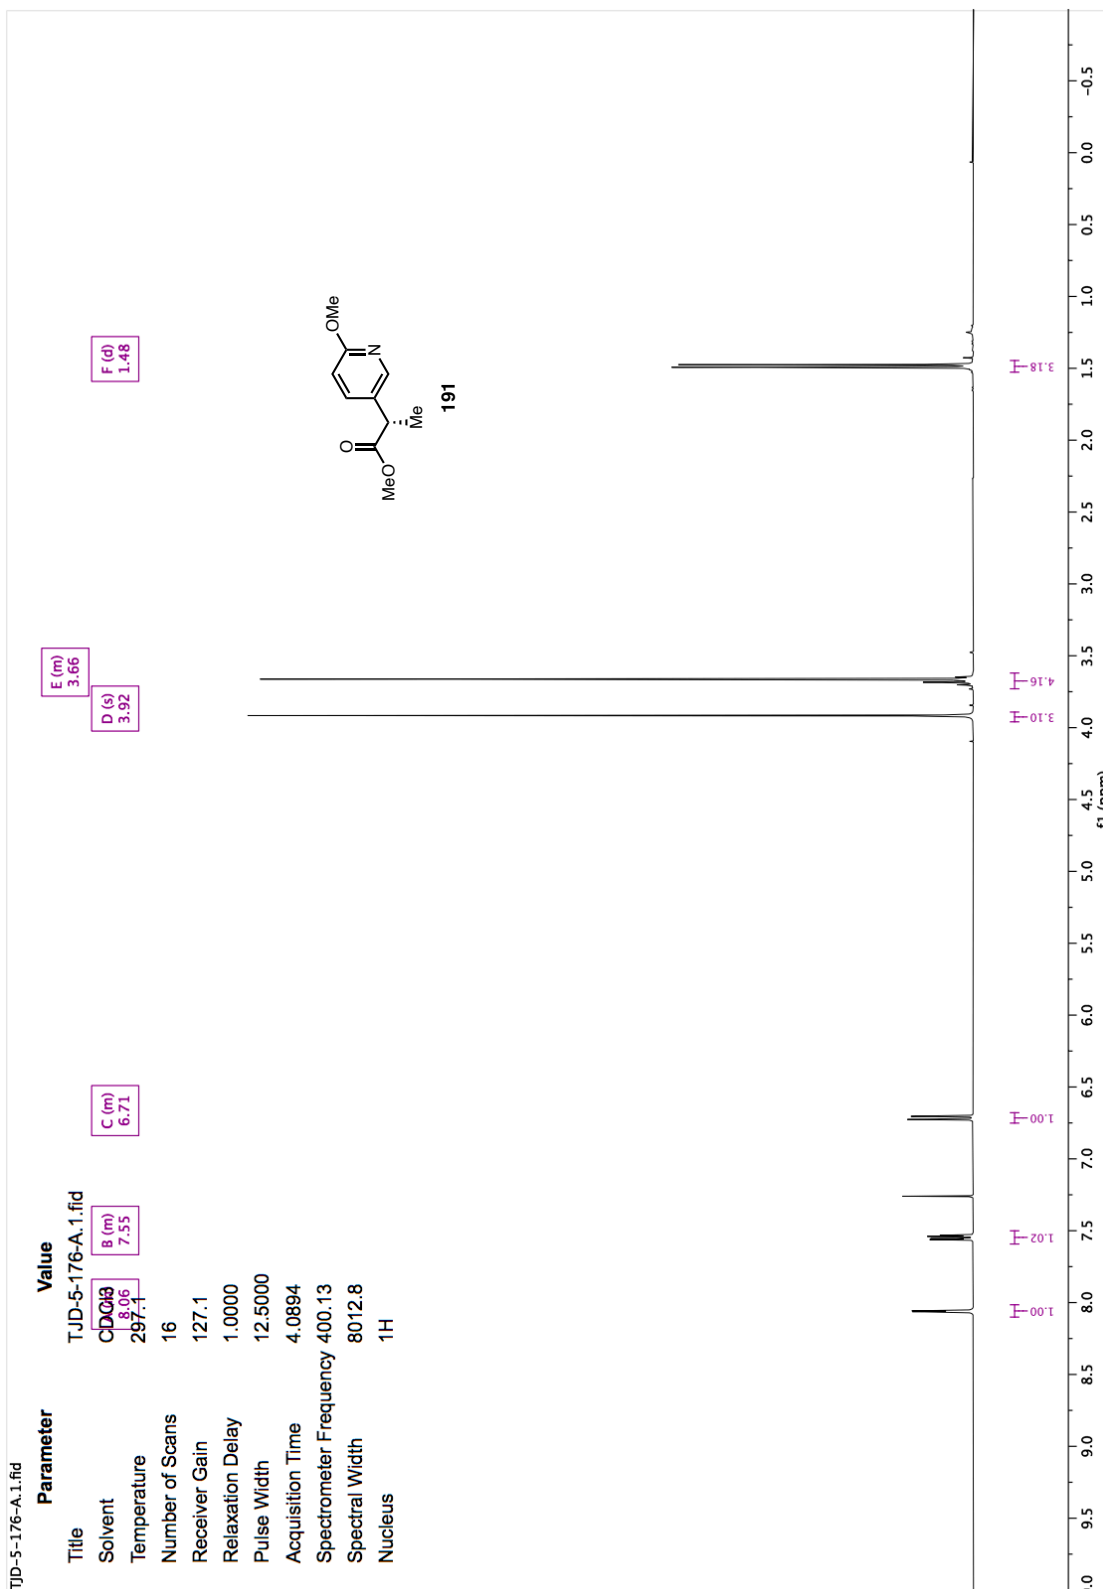 TJD-5-176-A.1.fid
Parameter Value
Title TJD-5-176-A.1.fid
Solvent CDCl3
Temperature 297.1
Number of Scans 16
Receiver Gain 127.1
Relaxation Delay 1.0000
Pulse Width 12.5000
Acquisition Time 4.0894
Spectrometer Frequency 400.13
Spectral Width 8012.8
Nucleus 1H
E (m)
3.66
8.06
B (m)
7.55
C (m)
6.71
D (s)
3.92
F (d)
1.48
O
MeO
Me
N
OMe
191
1.00
1.02
1.00
3.10
4.16
3.18
9.5 9.0 8.5 8.0 7.5 7.0 6.5 6.0 5.5 5.0 4.5 4.0 3.5 3.0 2.5 2.0 1.5 1.0 0.5 0.0 -0.5
f1 (ppm)